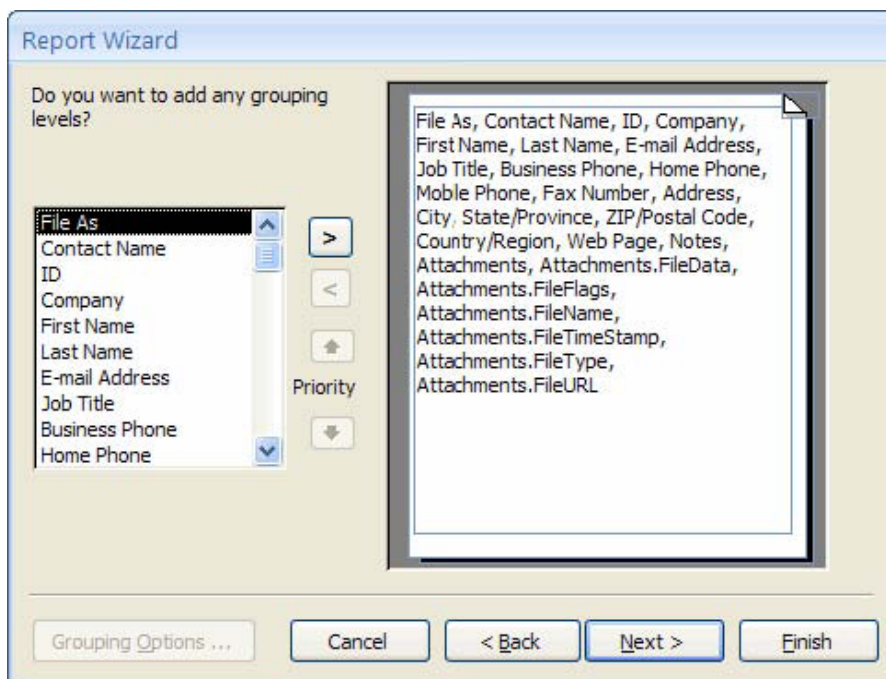 Report Wizard
Do you want to add any grouping
levels?
File As
Contact Name
ID
Company
First Name
Last Name
E-mail Address
Job Title
Business Phone
Home Phone
>
<
Priority
File As, Contact Name, ID, Company,
First Name, Last Name, E-mail Address,
Job Title, Business Phone, Home Phone,
Moble Phone, Fax Number, Address,
City, State/Province, ZIP/Postal Code,
Country/Region, Web Page, Notes,
Attachments, Attachments.FileData,
Attachments.FileFlags,
Attachments.FileName,
Attachments.FileTimeStamp,
Attachments.FileType,
Attachments.FileURL
Grouping Options ...
Cancel
< Back
Next >
Finish